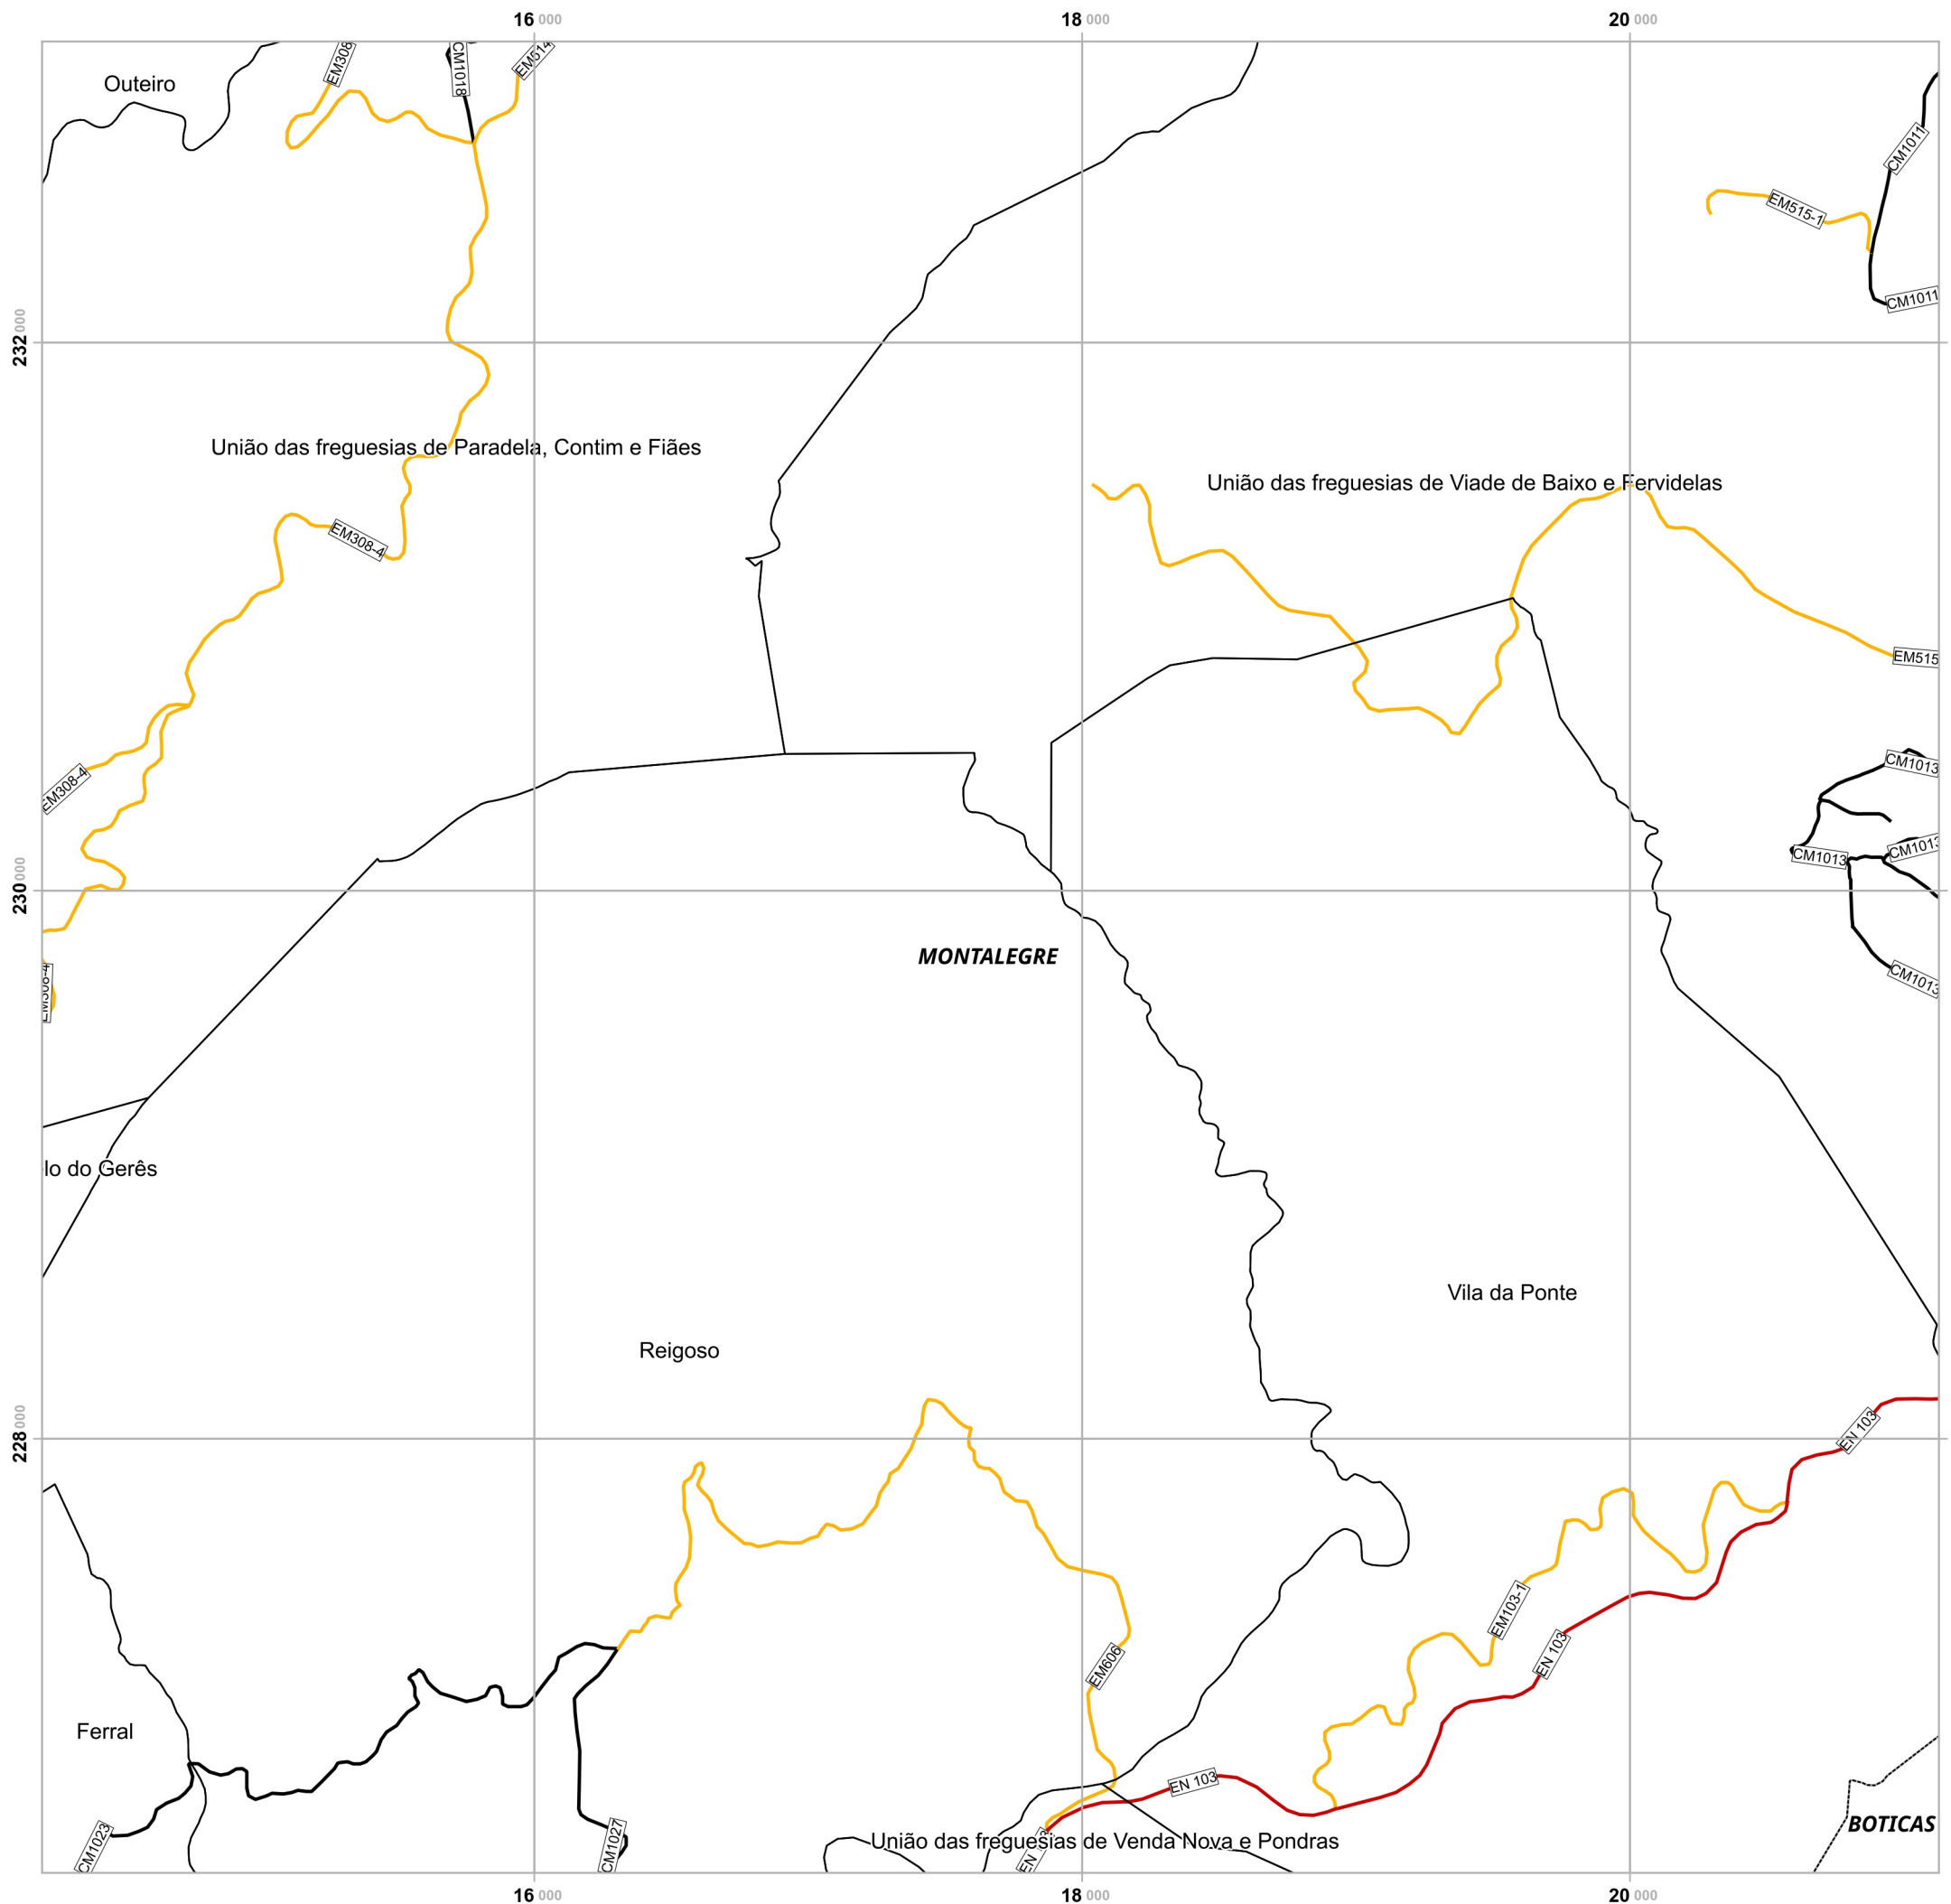 16 000
18 000
20 000
Outeiro
EM308
CM1018
EM514
CM1011
EM515-1
CM1011
232 000
União das freguesias de Paradela, Contim e Fiães
União das freguesias de Viade de Baixo e Fervidelas
EM308-4
EM515
EM308-4
CM1013
CM1013
CM1013
230 000
MONTALEGRE
CM1013
EM308-4
lo do Gerês
Vila da Ponte
Reigoso
228 000
EN 103
EM103-1
EN 103
EM606
Ferral
EN 103
CM1023
CM1027
EN
União das freguesias de Venda Nova e Pondras
BOTICAS
16 000
18 000
20 000